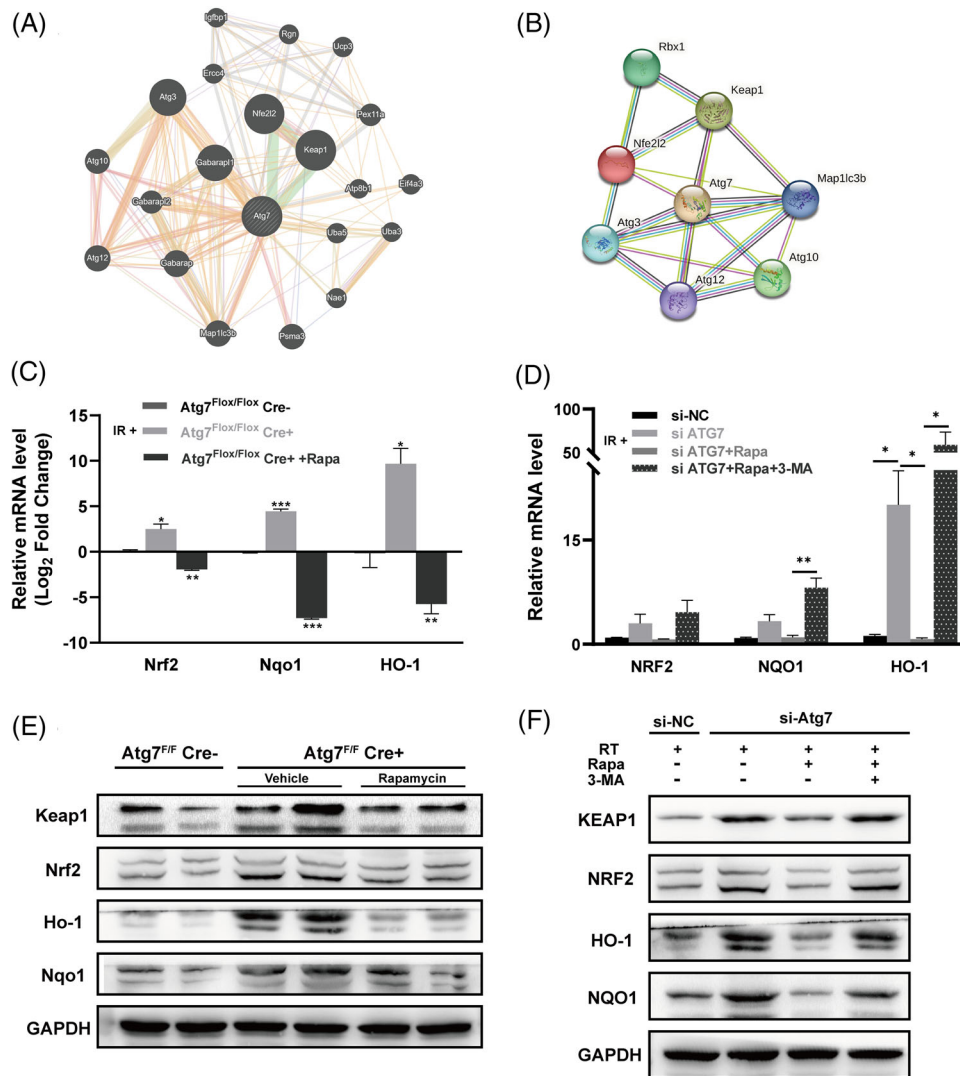 (A)
Igfbp1
Rgn
Ucp3
Ercc4
Atg3
Nfe2l2
Pex11a
Keap1
Atg10
Gabarapl1
Atp8b1
Eif4a3
Gabarapl2
Atg7
Uba5
Uba3
Atg12
Gabarap
Nae1
Map1lc3b
Psma3
(B)
Rbx1
Keap1
Nfe2l2
Atg7
Map1lc3b
Atg3
Atg10
Atg12
(C)
Atg7Flox/Flox Cre-
IR + Atg7Flox/Flox Cre+
Atg7Flox/Flox Cre+ +Rapa
Relative mRNA level
(Log2 Fold Change)
15
10
5
0
-5
-10
*
**
***
***
*
**
Nrf2 Nqo1 HO-1
(D)
si-NC
IR + si ATG7
si ATG7+Rapa
si ATG7+Rapa+3-MA
Relative mRNA level
100
50
15
0
**
*
*
*
NRF2 NQO1 HO-1
(E)
Atg7F/F Cre- Atg7F/F Cre+
Vehicle Rapamycin
Keap1
Nrf2
Ho-1
Nqo1
GAPDH
(F)
si-NC si-Atg7
RT + + + +
Rapa - - + +
3-MA - - - +
KEAP1
NRF2
HO-1
NQO1
GAPDH